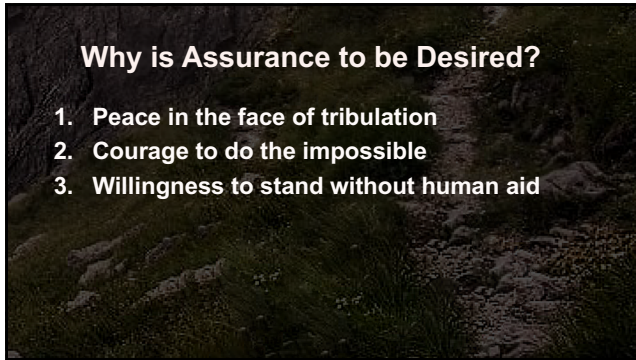 Why is Assurance to be Desired?
1. Peace in the face of tribulation
2. Courage to do the impossible
3. Willingness to stand without human aid